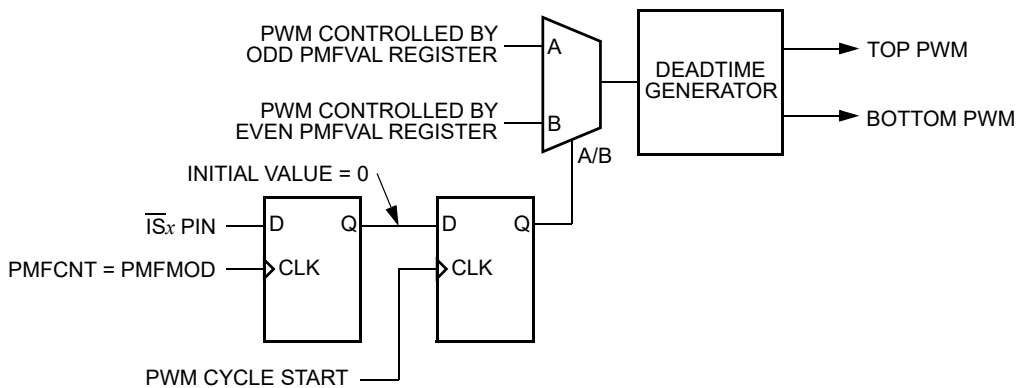 PWM CONTROLLED BY
ODD PMFVAL REGISTER
A
DEADTIME
GENERATOR
TOP PWM
PWM CONTROLLED BY
EVEN PMFVAL REGISTER
B
BOTTOM PWM
A/B
INITIAL VALUE = 0
I̅S̅x PIN
D
Q
D
Q
PMFCNT = PMFMOD
CLK
CLK
PWM CYCLE START